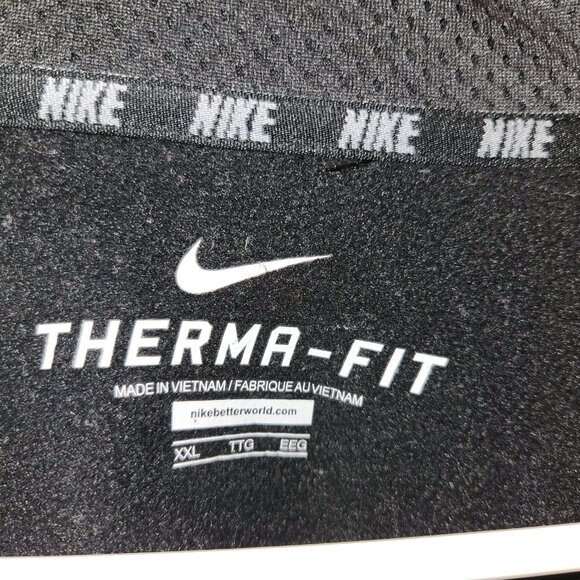 NIKE NIKE NIKE NIKE
THERMA-FIT
MADE IN VIETNAM / FABRIQUE AU VIETNAM
nikebetterworld.com
XXL TTG EEG